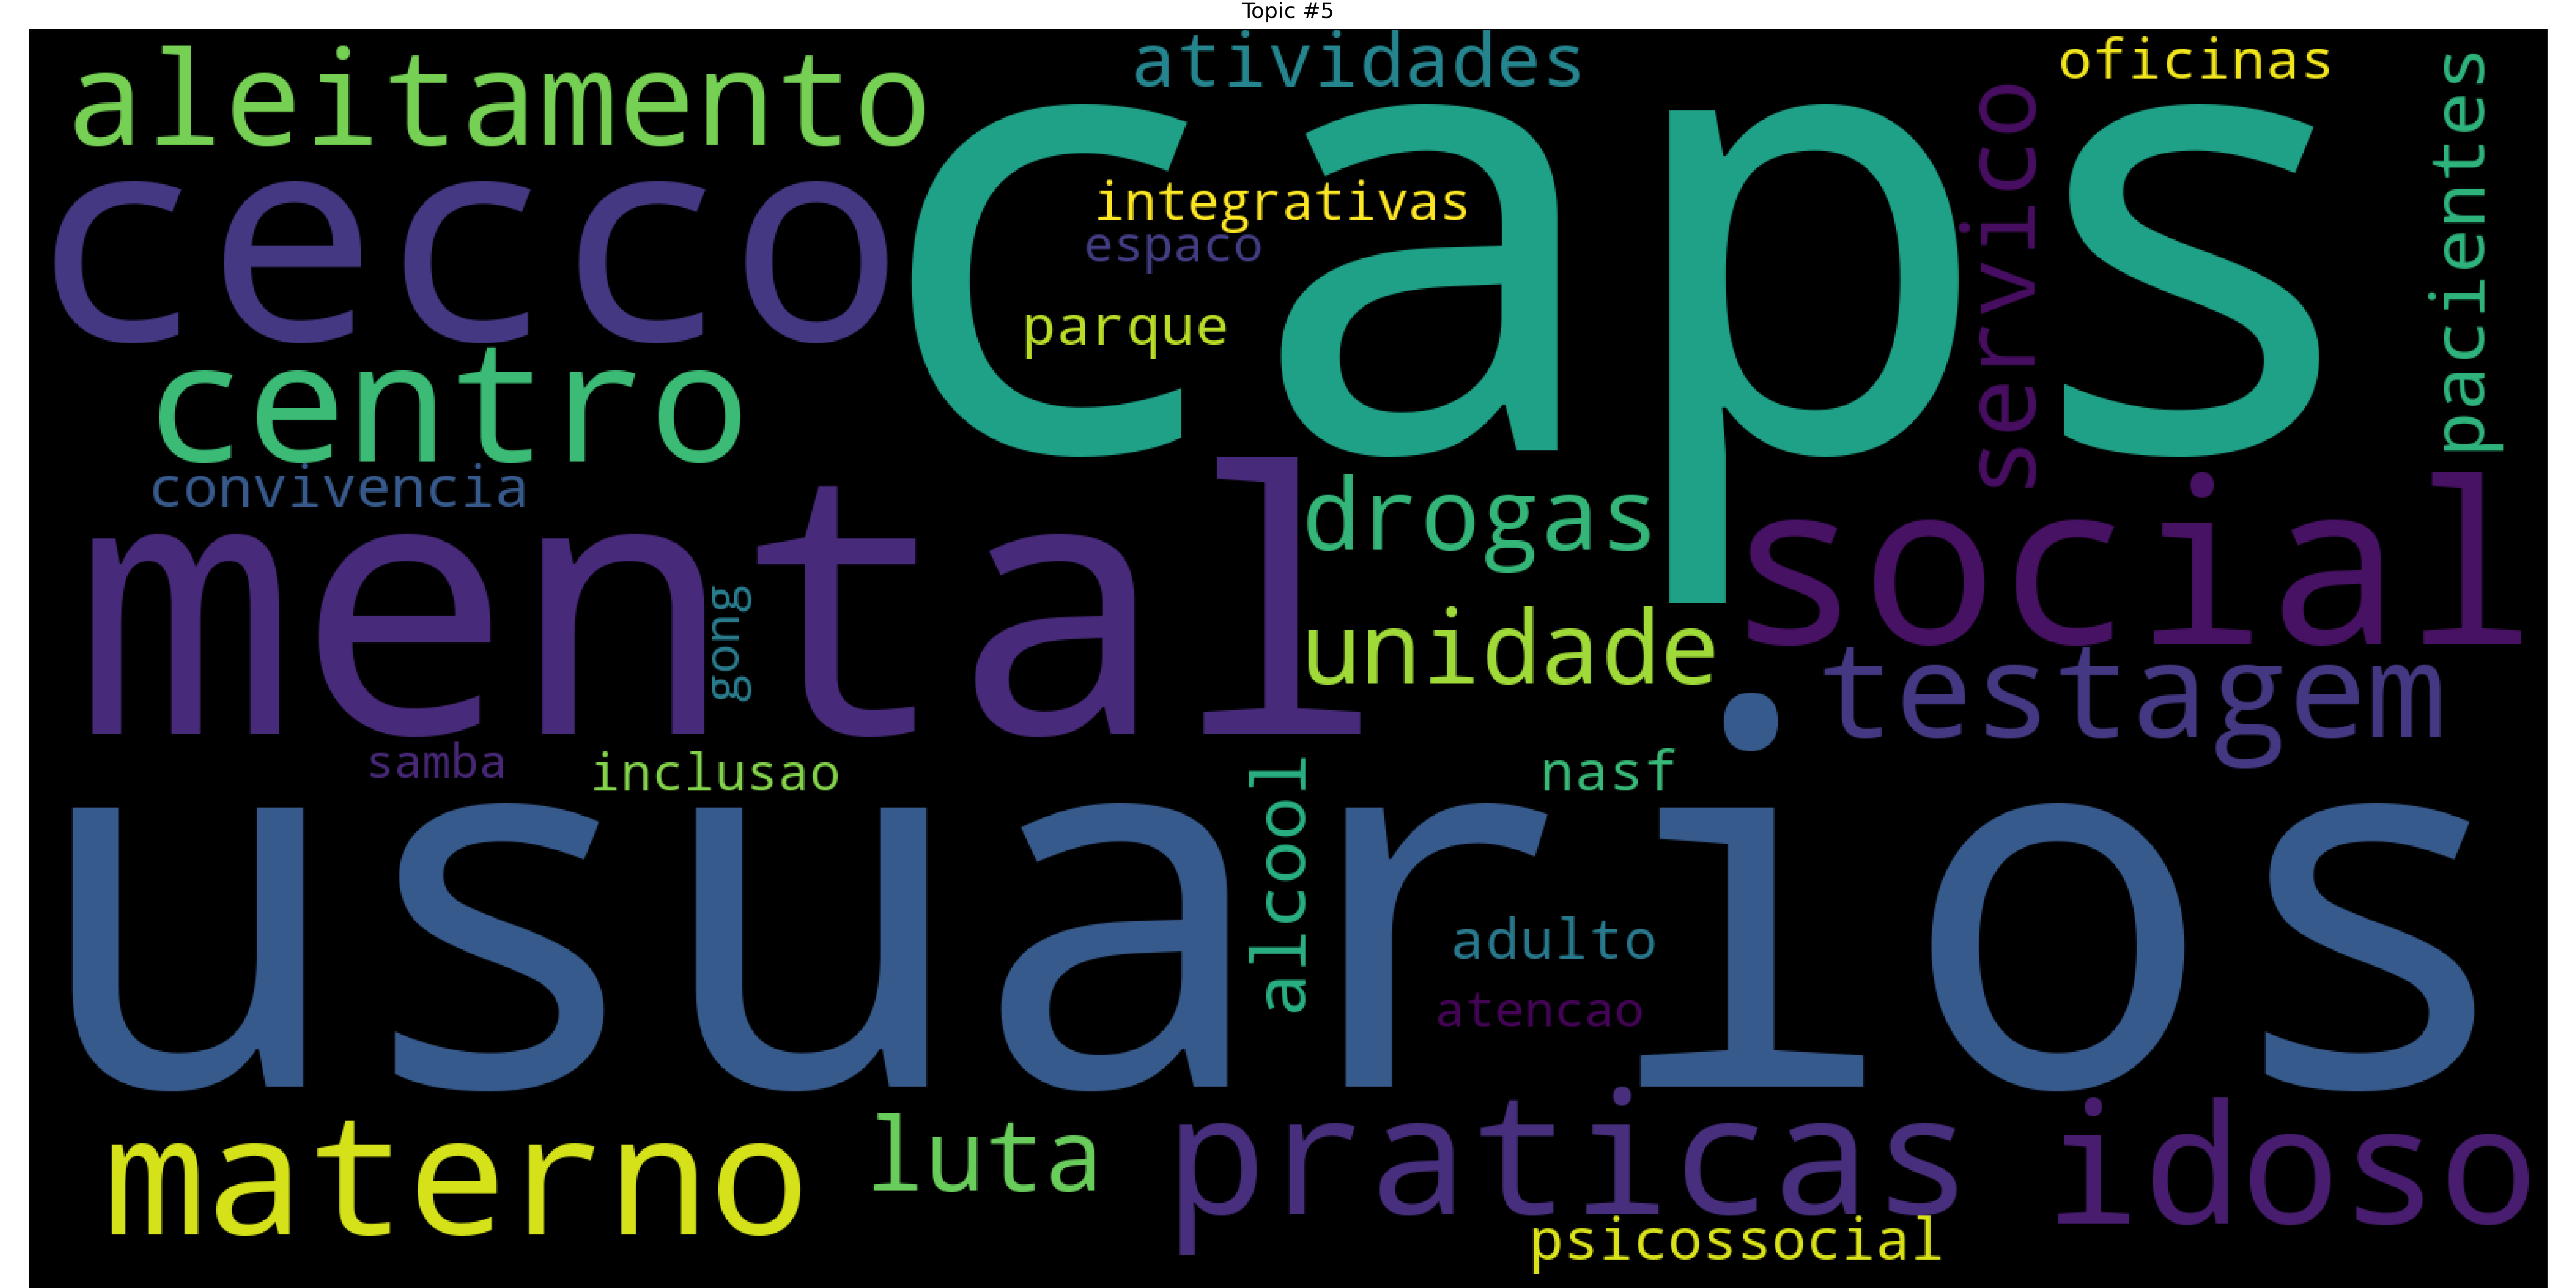 Topic #5
aleitamento
atividades
oficinas
caps
cecco
integrativas
espaco
parque
servico
pacientes
centro
convivencia
mental
drogas
social
gong
unidade
testagem
samba
inclusao
nasf
usuarios
alcool
adulto
atencao
materno
luta
praticas
idoso
psicossocial